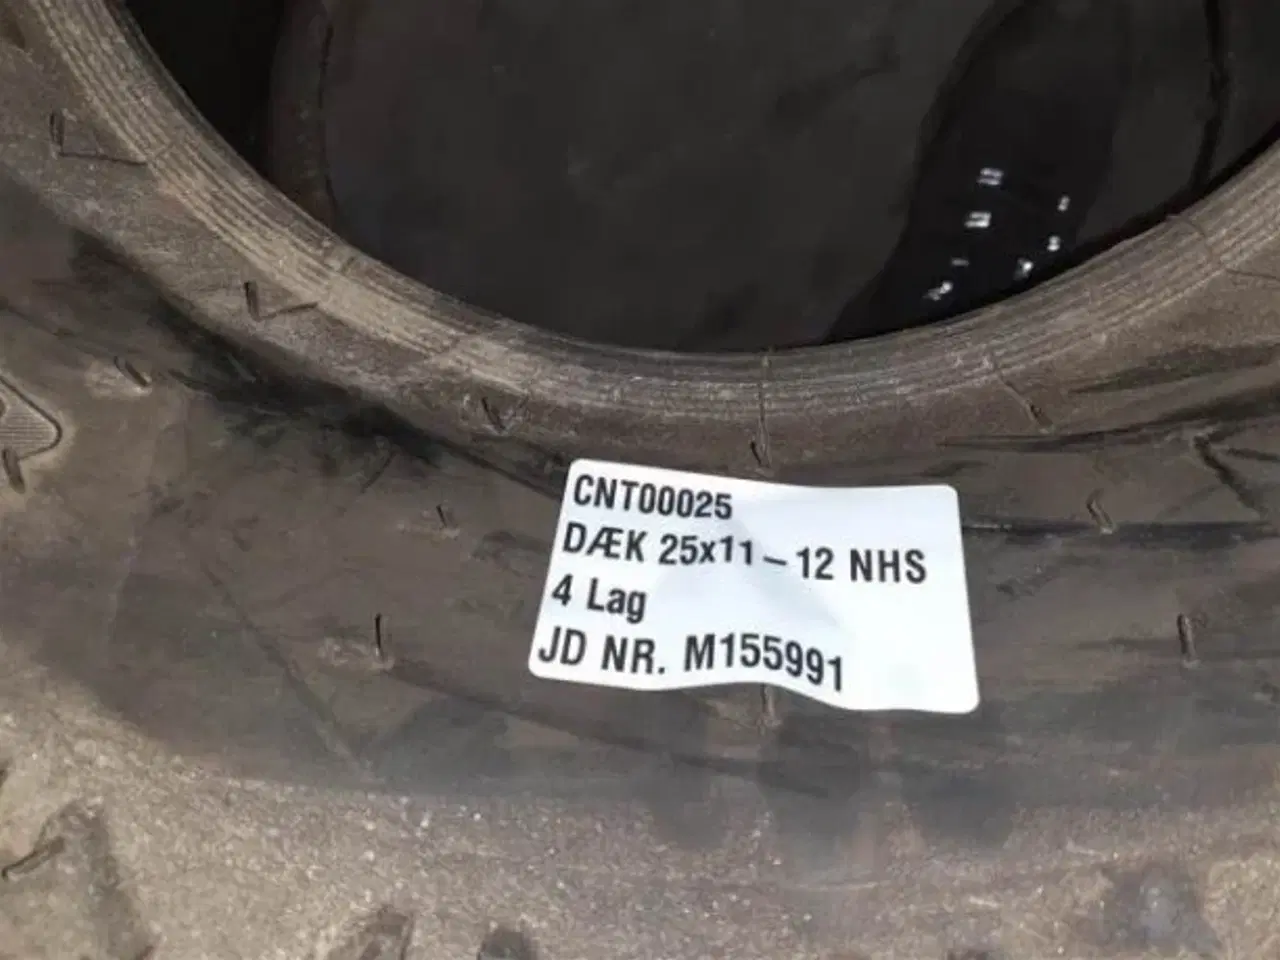 CNT00025
DÆK 25x11-12 NHS
4 Lag
JD NR. M155991